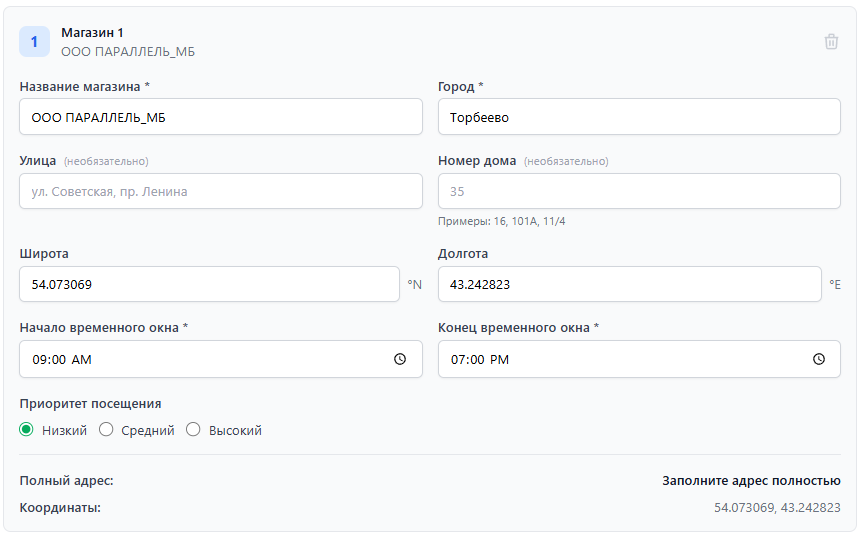 1
Магазин 1
ООО ПАРАЛЛЕЛЬ_МБ
Название магазина *
Город *
ООО ПАРАЛЛЕЛЬ_МБ
Торбеево
Улица (необязательно)
Номер дома (необязательно)
ул. Советская, пр. Ленина
35
Примеры: 16, 101А, 11/4
Широта
Долгота
54.073069 °N
43.242823 °E
Начало временного окна *
Конец временного окна *
09:00 AM
07:00 PM
Приоритет посещения
Низкий Средний Высокий
Полный адрес: Заполните адрес полностью
Координаты: 54.073069, 43.242823